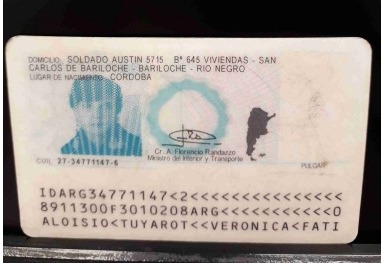 DOMICILIO: SOLDADO AUSTIN 5715 Bº 645 VIVIENDAS - SAN
CARLOS DE BARILOCHE - BARILOCHE - RIO NEGRO
LUGAR DE NACIMIENTO: CORDOBA
Cr. A. Florencio Randazzo
Ministro del Interior y Transporte
CUIL 27-34771147-6
PULGAR
IDARG34771147<2<<<<<<<<<<<<<<<
8911300F3010208ARG<<<<<<<<<<<0
ALOISIO<TUYAROT<<VERONICA<FATI